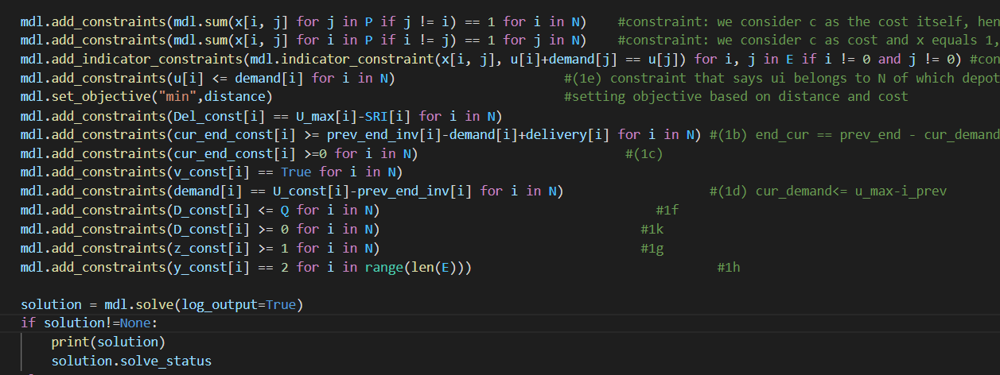 mdl.add_constraints(mdl.sum(x[i, j] for j in P if j != i) == 1 for i in N)    #constraint: we consider c as the cost itself, hen
mdl.add_constraints(mdl.sum(x[i, j] for i in P if i != j) == 1 for j in N)    #constraint: we consider c as cost and x equals 1,
mdl.add_indicator_constraints(mdl.indicator_constraint(x[i, j], u[i]+demand[j] == u[j]) for i, j in E if i != 0 and j != 0) #con
mdl.add_constraints(u[i] <= demand[i] for i in N)                      #(1e) constraint that says ui belongs to N of which depot
mdl.set_objective("min",distance)                                      #setting objective based on distance and cost
mdl.add_constraints(Del_const[i] == U_max[i]-SRI[i] for i in N)
mdl.add_constraints(cur_end_const[i] >= prev_end_inv[i]-demand[i]+delivery[i] for i in N) #(1b) end_cur == prev_end - cur_demand
mdl.add_constraints(cur_end_const[i] >=0 for i in N)                           #(1c)
mdl.add_constraints(v_const[i] == True for i in N)
mdl.add_constraints(demand[i] == U_const[i]-prev_end_inv[i] for i in N)                   #(1d) cur_demand<= u_max-i_prev
mdl.add_constraints(D_const[i] <= Q for i in N)                                    #1f
mdl.add_constraints(D_const[i] >= 0 for i in N)                                  #1k
mdl.add_constraints(z_const[i] >= 1 for i in N)                                  #1g
mdl.add_constraints(y_const[i] == 2 for i in range(len(E)))                                #1h
solution = mdl.solve(log_output=True)
if solution!=None:
    print(solution)
    solution.solve_status